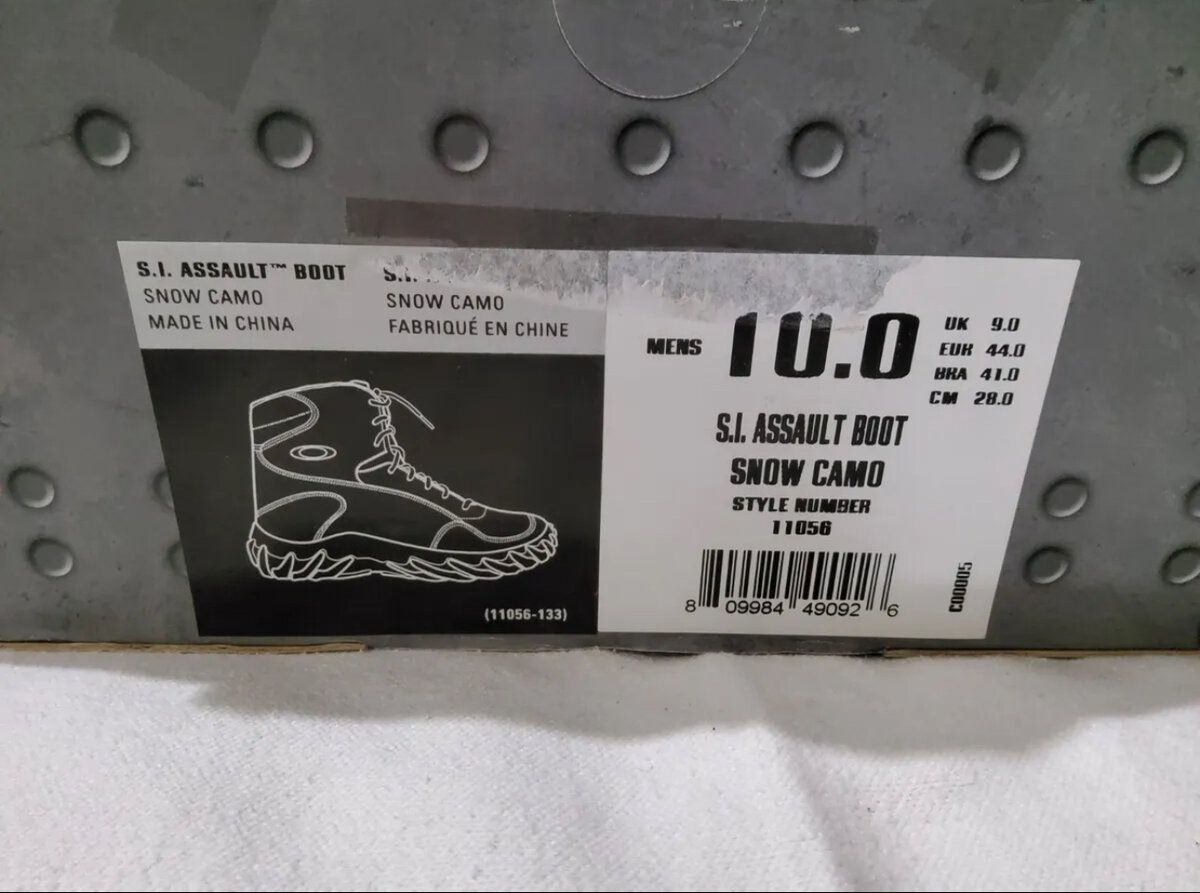 S.I. ASSAULT™ BOOT
SNOW CAMO
MADE IN CHINA
S.I.
SNOW CAMO
FABRIQUÉ EN CHINE
(11056-133)
MENS
10.0
UK 9.0
EUR 44.0
BRA 41.0
CM 28.0
S.I. ASSAULT BOOT
SNOW CAMO
STYLE NUMBER
11056
8 09984 49092 6
C00005